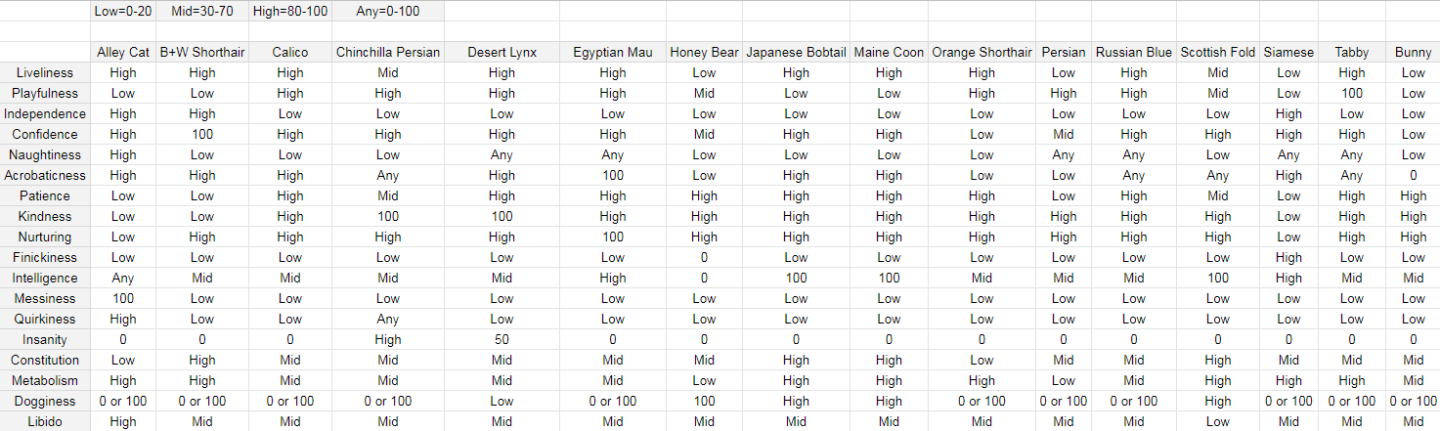 Low=0-20 Mid=30-70 High=80-100 Any=0-100
Alley Cat B+W Shorthair Calico Chinchilla Persian Desert Lynx Egyptian Mau Honey Bear Japanese Bobtail Maine Coon Orange Shorthair Persian Russian Blue Scottish Fold Siamese Tabby Bunny
Liveliness High High High Mid High High Low High High High Low High Mid Low High Low
Playfulness Low Low High High High High Mid Low Low High High High Mid Low 100 Low
Independence High High Low Low Low Low Low Low Low Low Low Low Low High Low Low
Confidence High 100 High High High High Mid High High Low Mid High High High High Low
Naughtiness High Low Low Low Any Any Low Low Low Low Any Any Low Any Any Low
Acrobaticness High High High Any High 100 Low High High Low Low Any Any High Any 0
Patience Low Low High Mid High High High High High High Low High Mid Low High High
Kindness Low Low High 100 100 High High High High High High High High Low High High
Nurturing Low High High High High 100 High High High High High High High Low High High
Finickiness Low Low Low Low Low Low 0 Low Low Low Low Low Low High Low Low
Intelligence Any Mid Mid Mid Mid High 0 100 100 Mid Mid Mid 100 High Mid Mid
Messiness 100 Low Low Low Low Low Low Low Low Low Low Low Low Low Low Low
Quirkiness High Low Low Any Low Low Low Low Low Low Low Low Low Low Low Low
Insanity 0 0 0 High 50 0 0 0 0 0 0 0 0 0 0 0
Constitution Low High Mid Mid Mid Mid Mid High High Low Mid Mid High Mid Mid Mid
Metabolism High High Mid Mid Mid Mid Low High High High Low Mid High High High Mid
Dogginess 0 or 100 0 or 100 0 or 100 0 or 100 Low 0 or 100 100 High High 0 or 100 0 or 100 0 or 100 High 0 or 100 0 or 100 0 or 100
Libido High Mid Mid Mid Mid Mid Mid Mid Mid Mid Mid Mid Low Mid Mid Mid